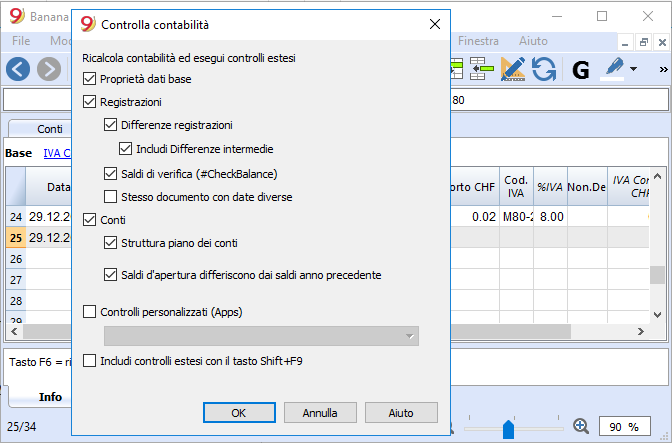 Banana
Controlla contabilità
File
Finestra
Aiuto
Ricalcola contabilità ed esegui controlli estesi
Proprietà dati base
Registrazioni
Differenze registrazioni
Includi Differenze intermedie
Saldi di verifica (#CheckBalance)
Stesso documento con date diverse
Conti
Struttura piano dei conti
Saldi d'apertura differiscono dai saldi anno precedente
Controlli personalizzati (Apps)
Includi controlli estesi con il tasto Shift+F9
OK
Annulla
Aiuto
G
80
Conti
Base
Data
CHF
Cod. IVA
%IVA
Non.De
IVA
CHF
24 29.12.2 0.02 M80-2 8.00
25 29.12.2
26
27
28
29
Tasto F6 = ri
Info
25/34
90 %